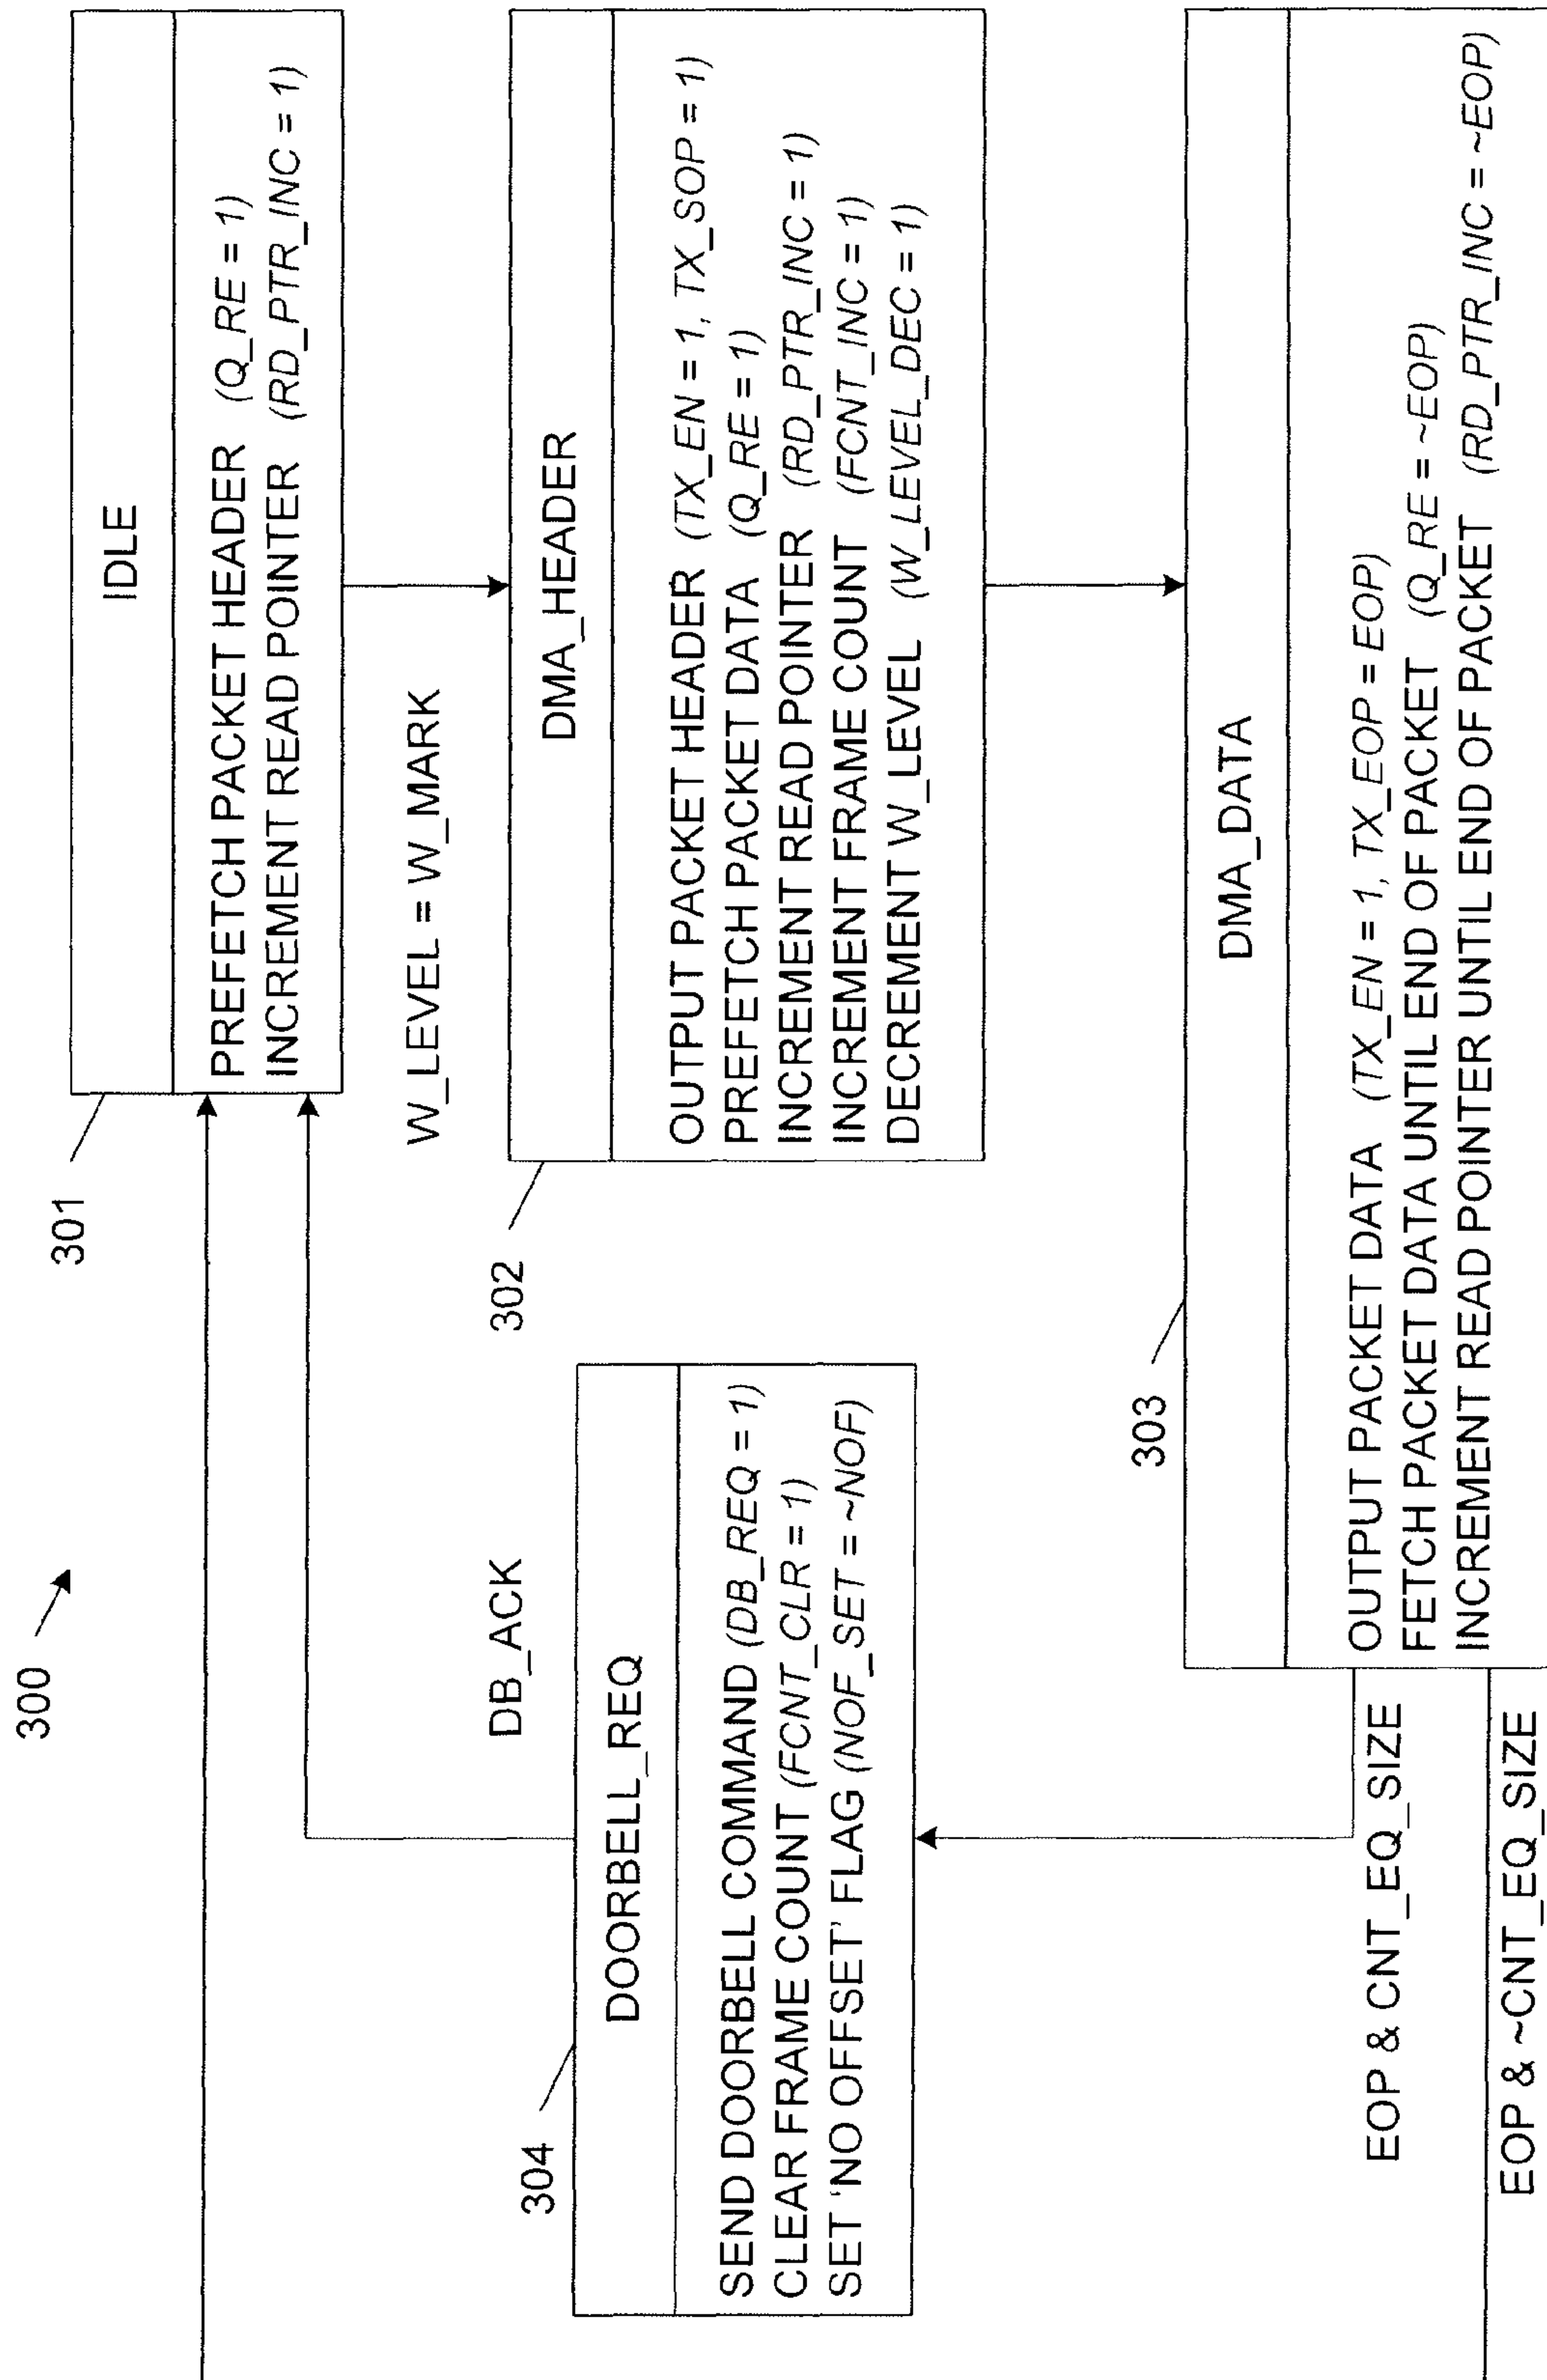 300
301
IDLE
PREFETCH PACKET HEADER (Q_RE = 1)
INCREMENT READ POINTER (RD_PTR_INC = 1)
W_LEVEL = W_MARK
302
DMA_HEADER
OUTPUT PACKET HEADER (TX_EN = 1, TX_SOP = 1)
PREFETCH PACKET DATA (Q_RE = 1)
INCREMENT READ POINTER (RD_PTR_INC = 1)
INCREMENT FRAME COUNT (FCNT_INC = 1)
DECREMENT W_LEVEL (W_LEVEL_DEC = 1)
DB_ACK
304
DOORBELL_REQ
SEND DOORBELL COMMAND (DB_REQ = 1)
CLEAR FRAME COUNT (FCNT_CLR = 1)
SET 'NO OFFSET' FLAG (NOF_SET = ~NOF)
303
DMA_DATA
OUTPUT PACKET DATA (TX_EN = 1, TX_EOP = EOP)
FETCH PACKET DATA UNTIL END OF PACKET (Q_RE = ~EOP)
INCREMENT READ POINTER UNTIL END OF PACKET (RD_PTR_INC = ~EOP)
EOP & CNT_EQ_SIZE
EOP & ~CNT_EQ_SIZE